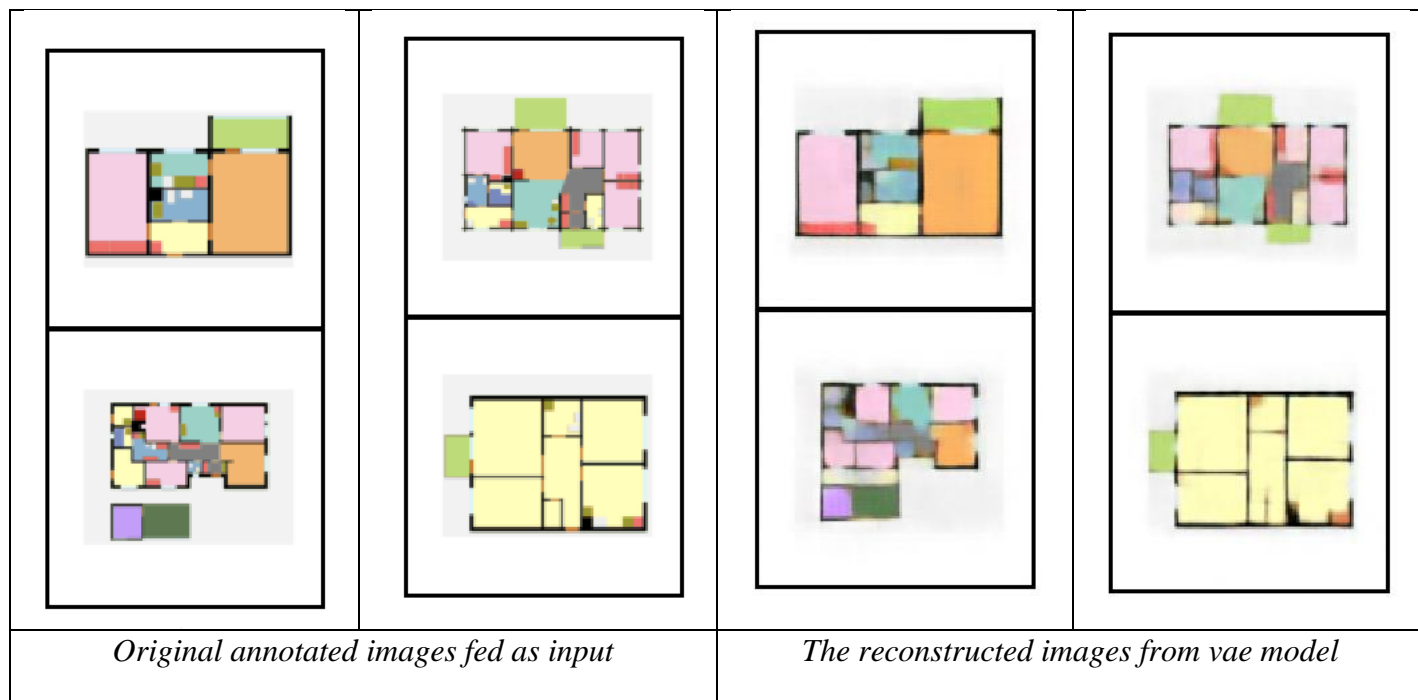 Original annotated images fed as input
The reconstructed images from vae model